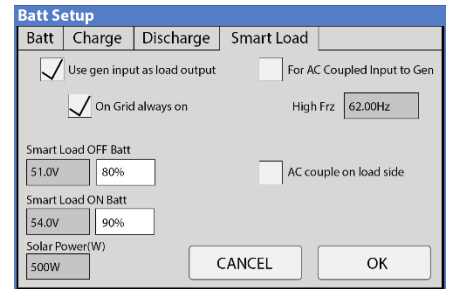 Batt Setup
Batt Charge Discharge Smart Load
Use gen input as load output For AC Coupled Input to Gen
On Grid always on High Frz 62.00Hz
Smart Load OFF Batt
51.0V 80% AC couple on load side
Smart Load ON Batt
54.0V 90%
Solar Power(W)
500W CANCEL OK